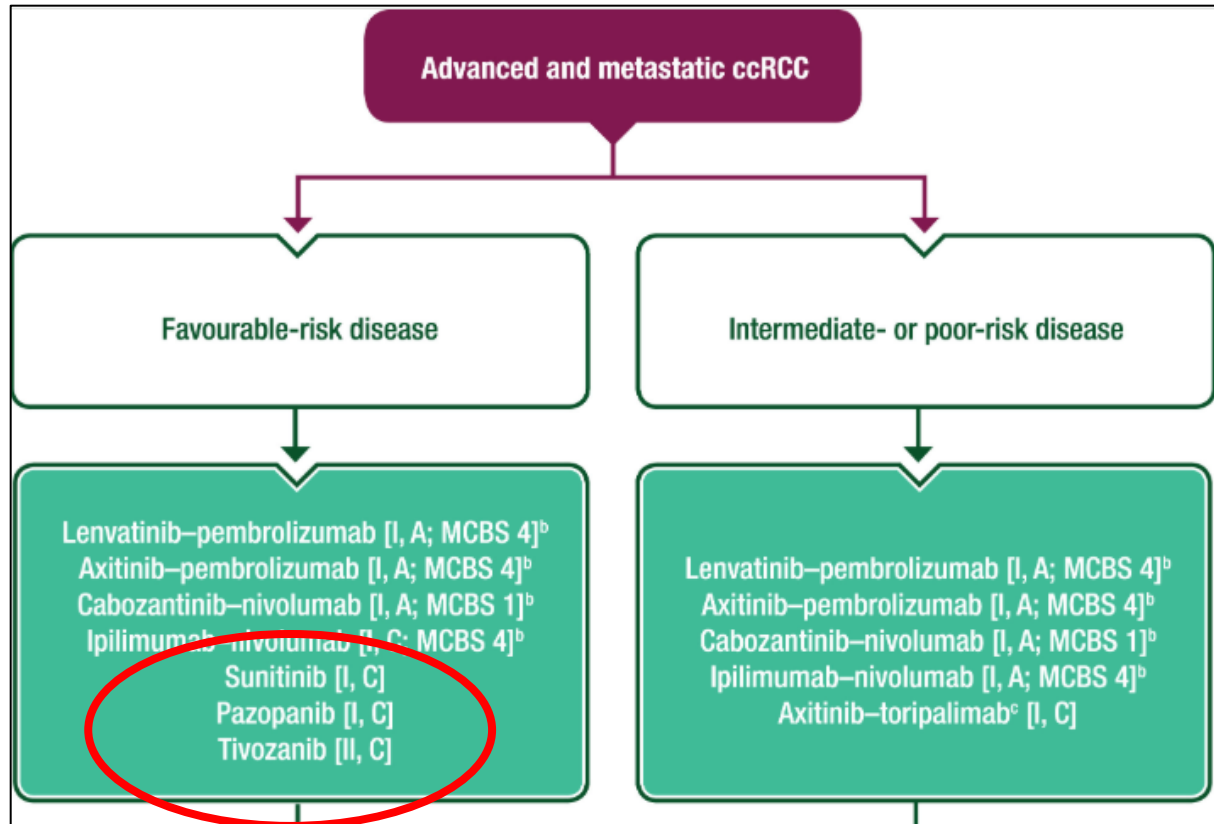 Advanced and metastatic ccRCC
Favourable-risk disease
Intermediate- or poor-risk disease
Lenvatinib–pembrolizumab [I, A; MCBS 4]ᵇ
Axitinib–pembrolizumab [I, A; MCBS 4]ᵇ
Cabozantinib–nivolumab [I, A; MCBS 1]ᵇ
Ipilimumab–nivolumab [I, C; MCBS 4]ᵇ
Sunitinib [I, C]
Pazopanib [I, C]
Tivozanib [II, C]
Lenvatinib–pembrolizumab [I, A; MCBS 4]ᵇ
Axitinib–pembrolizumab [I, A; MCBS 4]ᵇ
Cabozantinib–nivolumab [I, A; MCBS 1]ᵇ
Ipilimumab–nivolumab [I, A; MCBS 4]ᵇ
Axitinib–toripalimabᶜ [I, C]